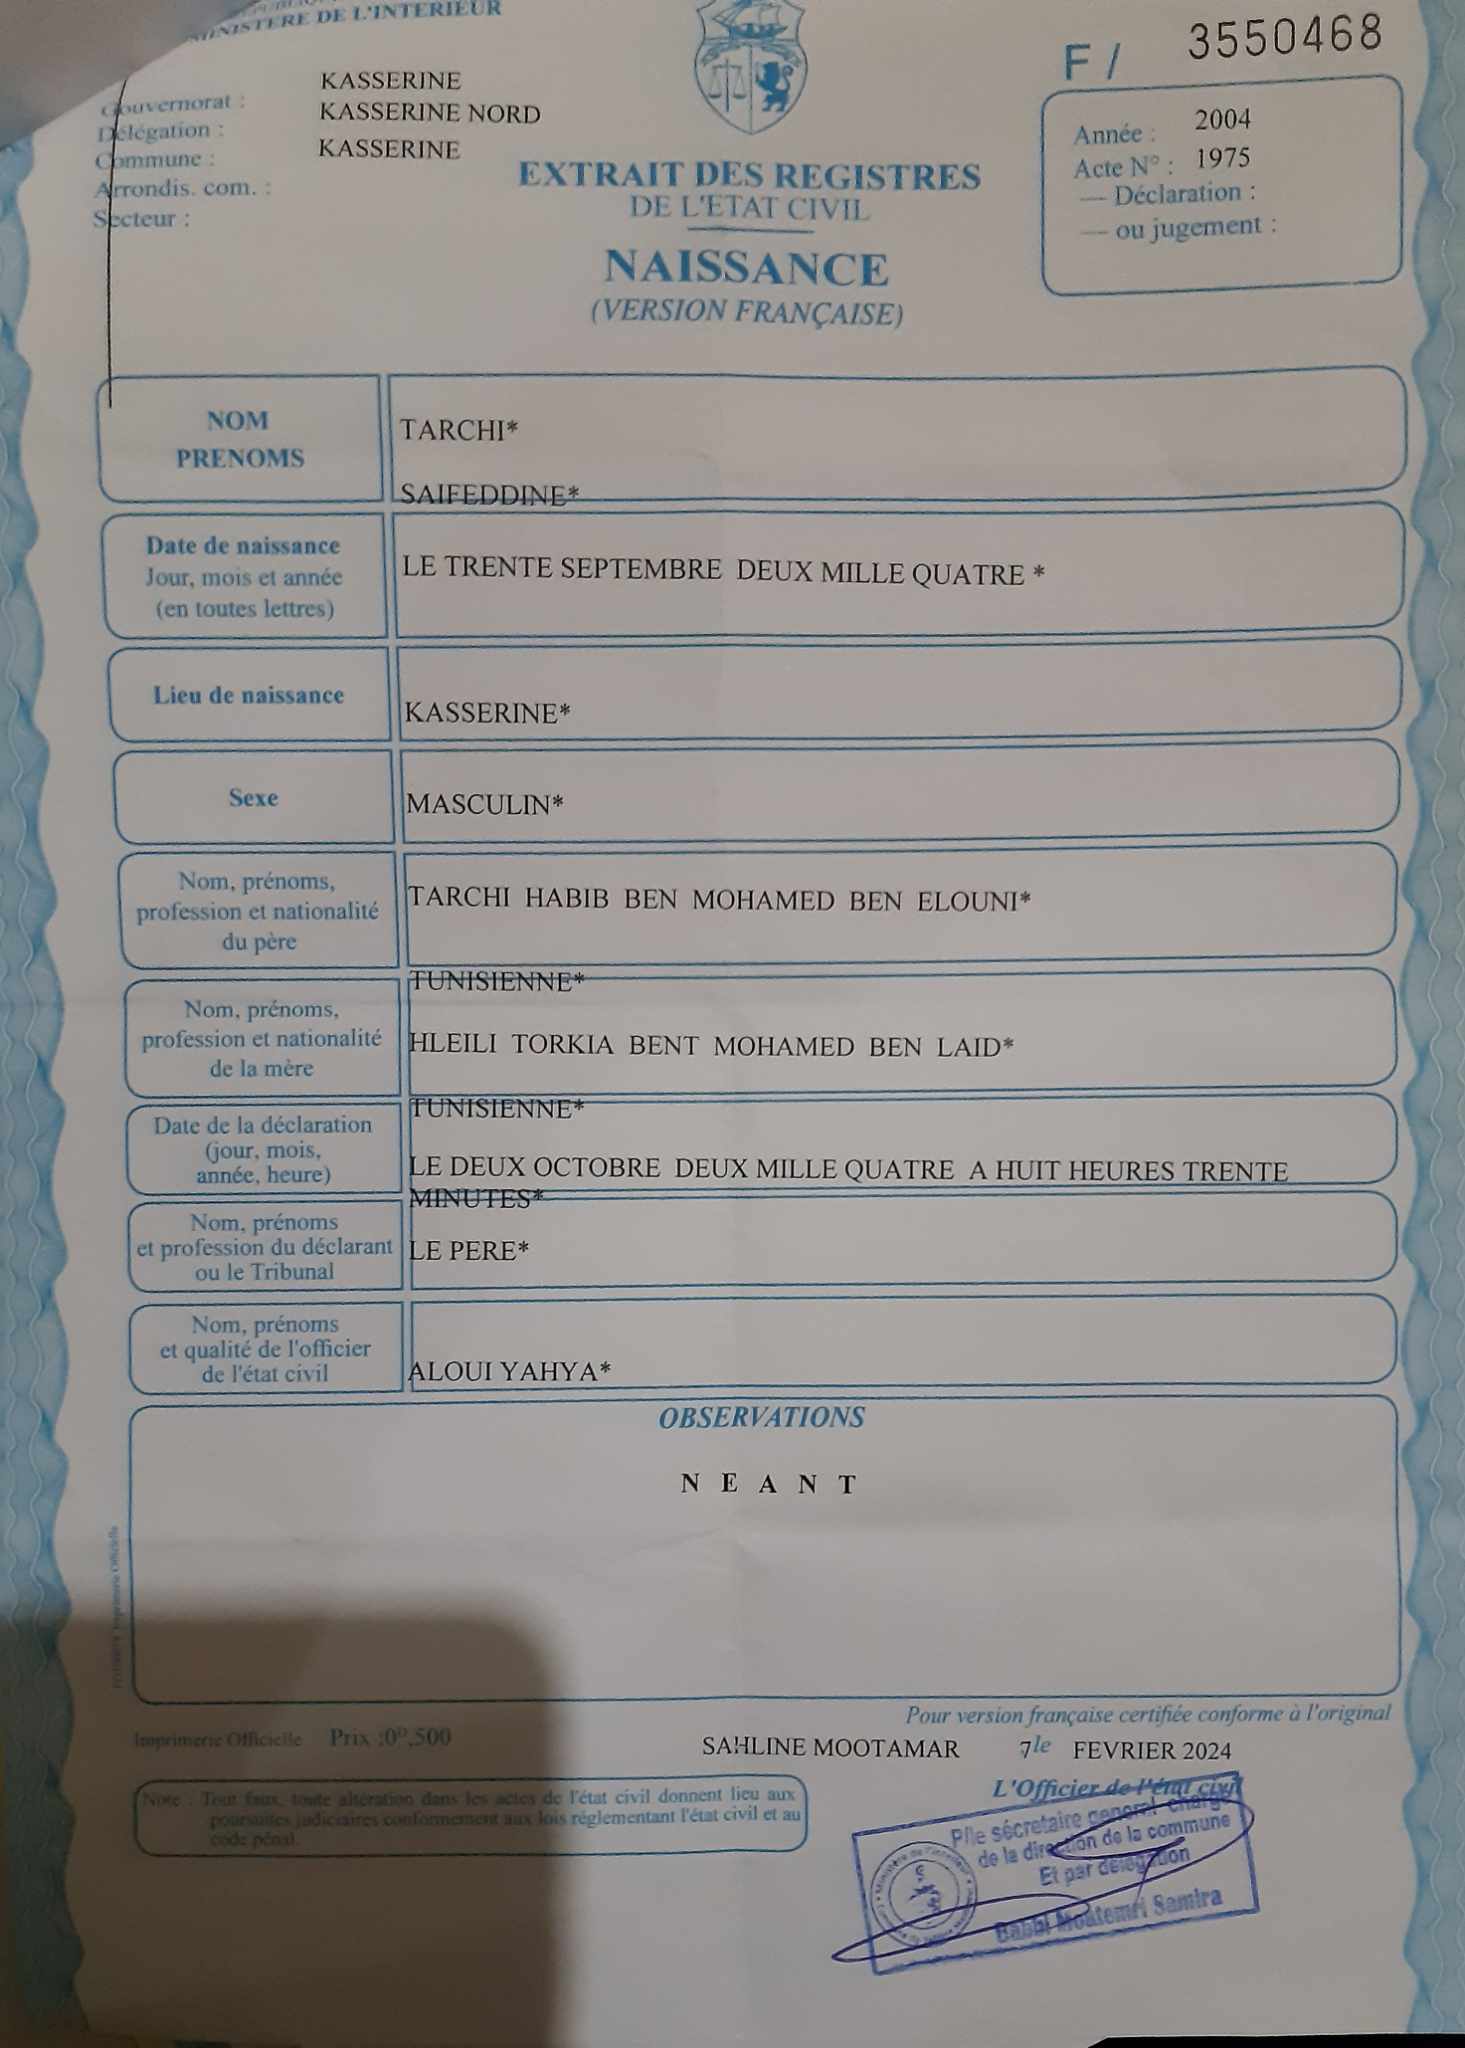 MINISTERE DE L'INTERIEUR
Gouvernorat : KASSERINE
Délégation : KASSERINE NORD
Commune : KASSERINE
Arrondis. com. :
Secteur :
F / 3550468
Année : 2004
Acte N° : 1975
— Déclaration :
— ou jugement :
EXTRAIT DES REGISTRES
DE L'ETAT CIVIL
NAISSANCE
(VERSION FRANÇAISE)
NOM
PRENOMS
TARCHI*
SAIFEDDINE*
Date de naissance
Jour, mois et année
(en toutes lettres)
LE TRENTE SEPTEMBRE DEUX MILLE QUATRE *
Lieu de naissance
KASSERINE*
Sexe
MASCULIN*
Nom, prénoms,
profession et nationalité
du père
TARCHI HABIB BEN MOHAMED BEN ELOUNI*
TUNISIENNE*
Nom, prénoms,
profession et nationalité
de la mère
HLEILI TORKIA BENT MOHAMED BEN LAID*
TUNISIENNE*
Date de la déclaration
(jour, mois,
année, heure)
LE DEUX OCTOBRE DEUX MILLE QUATRE A HUIT HEURES TRENTE
MINUTES*
Nom, prénoms
et profession du déclarant
ou le Tribunal
LE PERE*
Nom, prénoms
et qualité de l'officier
de l'état civil
ALOUI YAHYA*
OBSERVATIONS
N E A N T
Imprimerie Officielle
Pour version française certifiée conforme à l'original
Imprimerie Officielle Prix :0ᴰ,500
SAHLINE MOOTAMAR 7le FEVRIER 2024
L'Officier de l'état civil
Note : Tout faux, toute altération dans les actes de l'état civil donnent lieu aux
poursuites judiciaires conformément aux lois réglementant l'état civil et au
code pénal.
P/le sécretaire general chargé
de la direction de la commune
Et par délégation
Samira